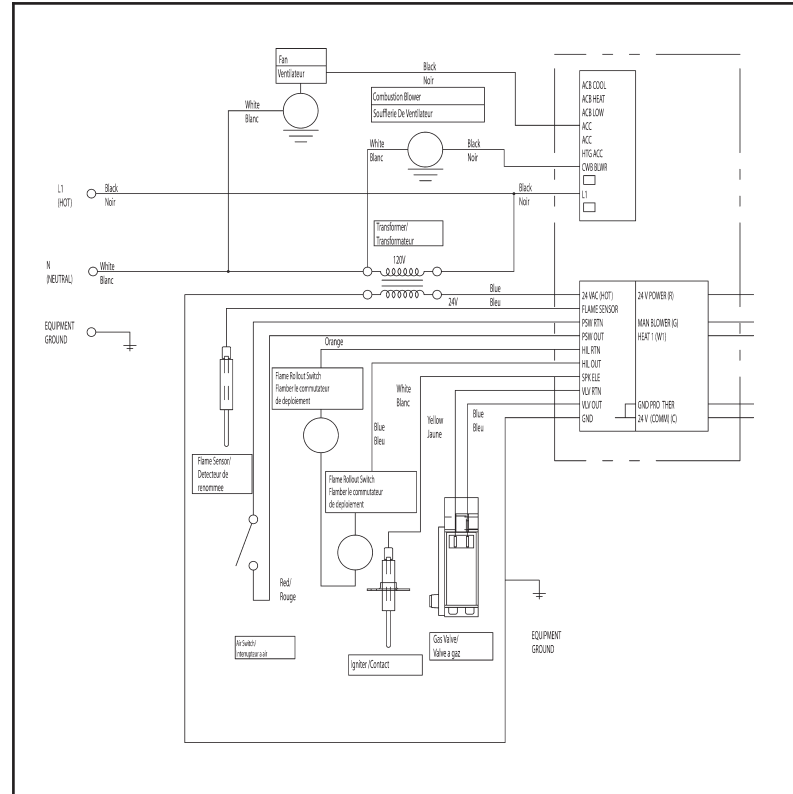 Fan
Ventilateur
Black
Noir
White
Blanc
Combustion Blower
Soufflerie De Ventilateur
White
Blanc
Black
Noir
ACB COOL
ACB HEAT
ACB LOW
ACC
ACC
HTG ACC
CWB BLWR
L1
L1
(HOT)
Black
Noir
Black
Noir
Transformer/
Transformateur
120V
N
(NEUTRAL)
White
Blanc
24V
Blue
Bleu
24 VAC (HOT)
FLAME SENSOR
PSW RTN
PSW OUT
HIL RTN
HIL OUT
SPK ELE
VLV RTN
VLV OUT
GND
24 V POWER (R)
MAN BLOWER (G)
HEAT 1 (W1)
GND PRO THER
24 V (COMM) (C)
EQUIPMENT
GROUND
Orange
Flame Rollout Switch
Flamber le commutateur
de deploiement
White
Blanc
Yellow
Jaune
Blue
Bleu
Blue
Bleu
Flame Sensor/
Detecteur de
renommee
Flame Rollout Switch
Flamber le commutateur
de deploiement
Red/
Rouge
Air Switch/
Interrupteur a air
Igniter /Contact
Gas Valve/
Valve a gaz
EQUIPMENT
GROUND